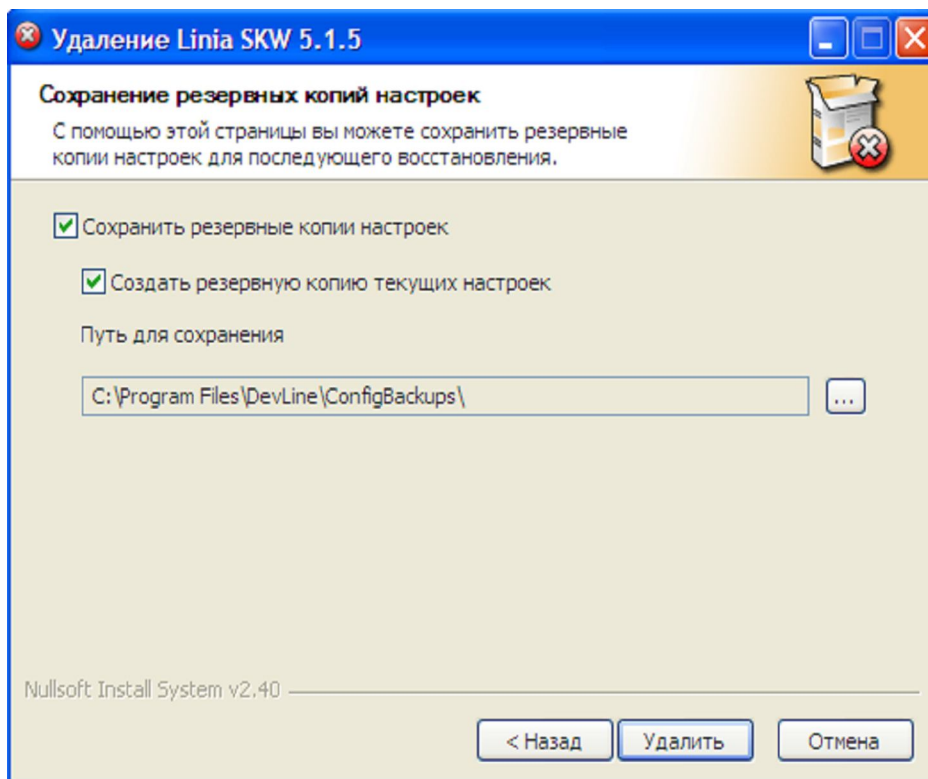 Удаление Linia SKW 5.1.5
Сохранение резервных копий настроек
С помощью этой страницы вы можете сохранить резервные
копии настроек для последующего восстановления.
Сохранить резервные копии настроек
Создать резервную копию текущих настроек
Путь для сохранения
C:\Program Files\DevLine\ConfigBackups\
...
Nullsoft Install System v2.40
< Назад
Удалить
Отмена